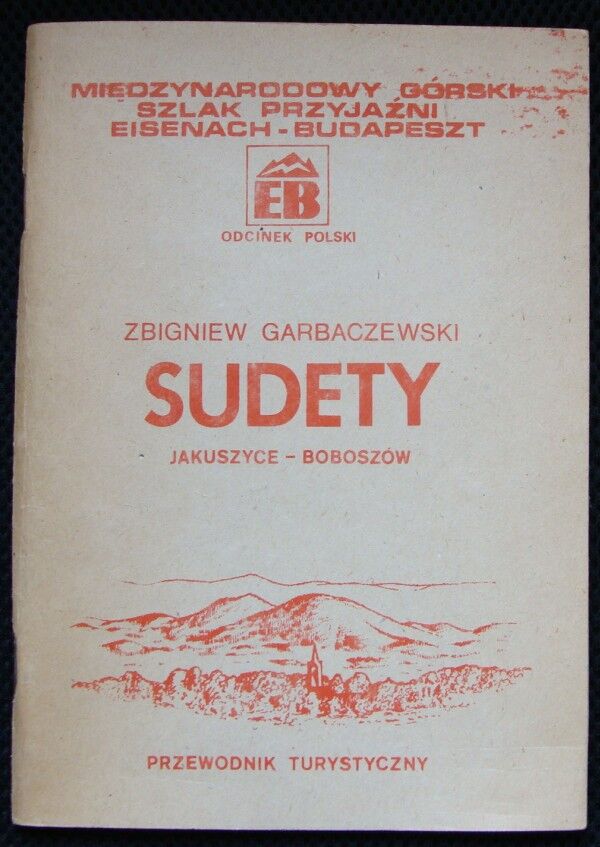 MIĘDZYNARODOWY GÓRSKI
SZLAK PRZYJAŹNI
EISENACH-BUDAPESZT
EB
ODCINEK POLSKI
ZBIGNIEW GARBACZEWSKI
SUDETY
JAKUSZYCE - BOBOSZÓW
PRZEWODNIK TURYSTYCZNY